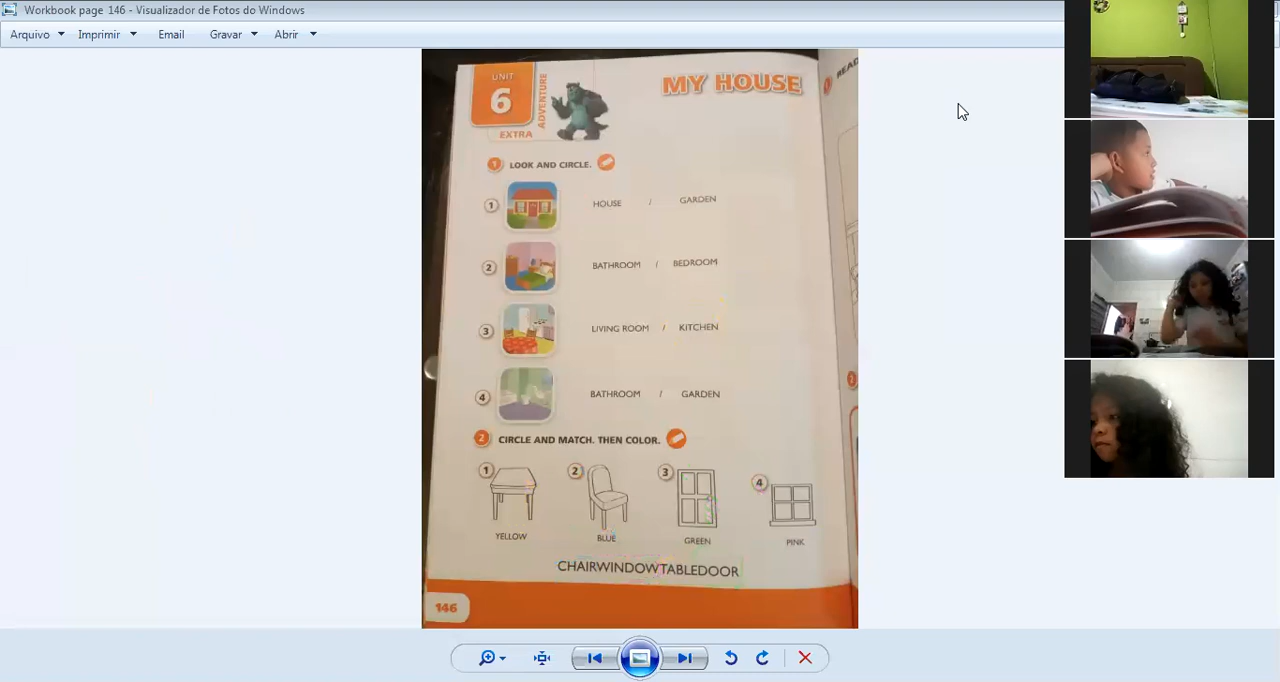 Workbook page 146 - Visualizador de Fotos do Windows
Arquivo Imprimir Email Gravar Abrir
UNIT
6
ADVENTURE
EXTRA
MY HOUSE
1 LOOK AND CIRCLE.
1 HOUSE / GARDEN
2 BATHROOM / BEDROOM
3 LIVING ROOM / KITCHEN
4 BATHROOM / GARDEN
2 CIRCLE AND MATCH. THEN COLOR.
1 2 3 4
YELLOW BLUE GREEN PINK
CHAIRWINDOWTABLEDOOR
146
READ